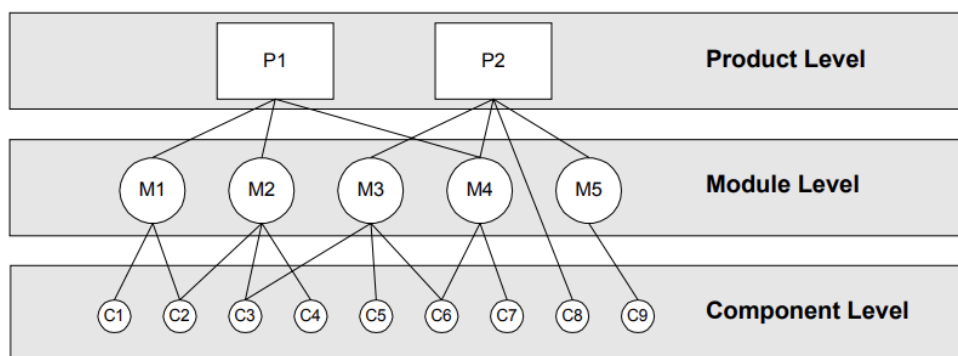 P1 P2 Product Level
M1 M2 M3 M4 M5 Module Level
C1 C2 C3 C4 C5 C6 C7 C8 C9 Component Level